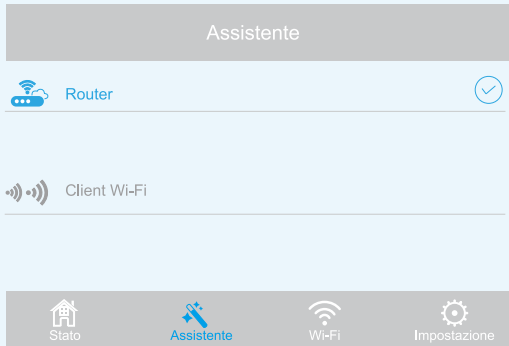 Assistente
Router
Client Wi-Fi
Stato Assistente Wi-Fi Impostazione